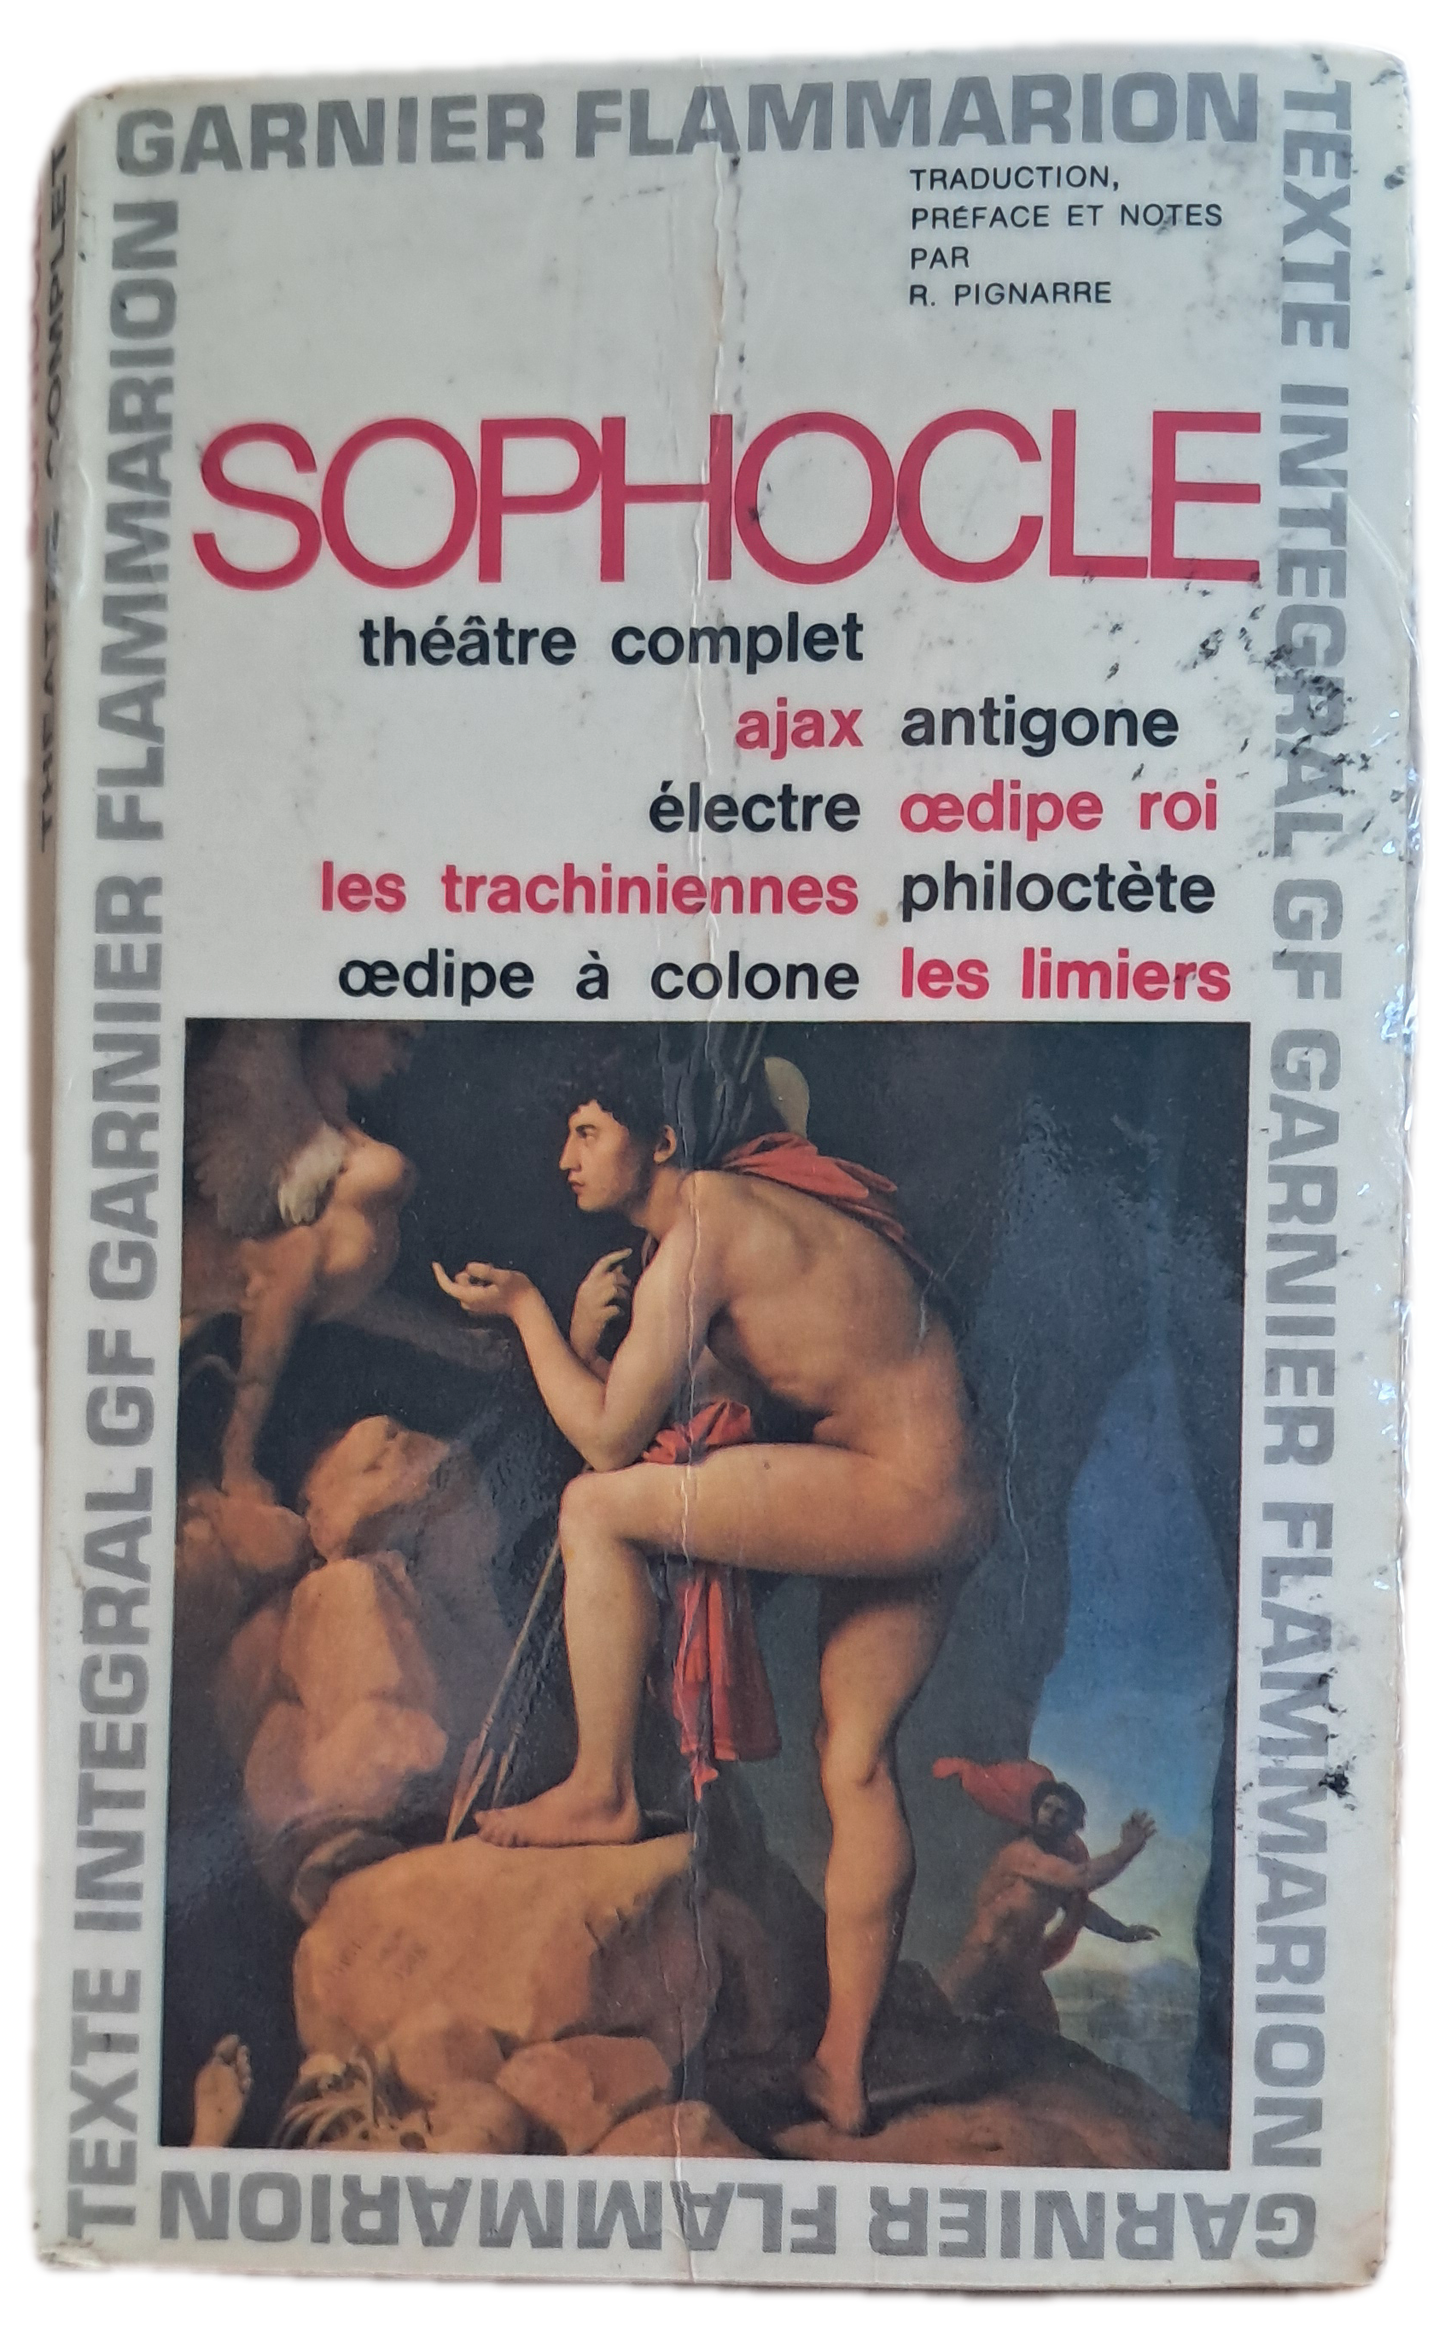 GARNIER FLAMMARION
TRADUCTION,
PRÉFACE ET NOTES
PAR
R. PIGNARRE
SOPHOCLE
théâtre complet
ajax antigone
électre œdipe roi
les trachiniennes philoctète
œdipe à colone les limiers
TEXTE INTEGRAL GF GARNIER FLAMMARION
TEXTE INTEGRAL GF GARNIER FLAMMARION
GARNIER FLAMMARION